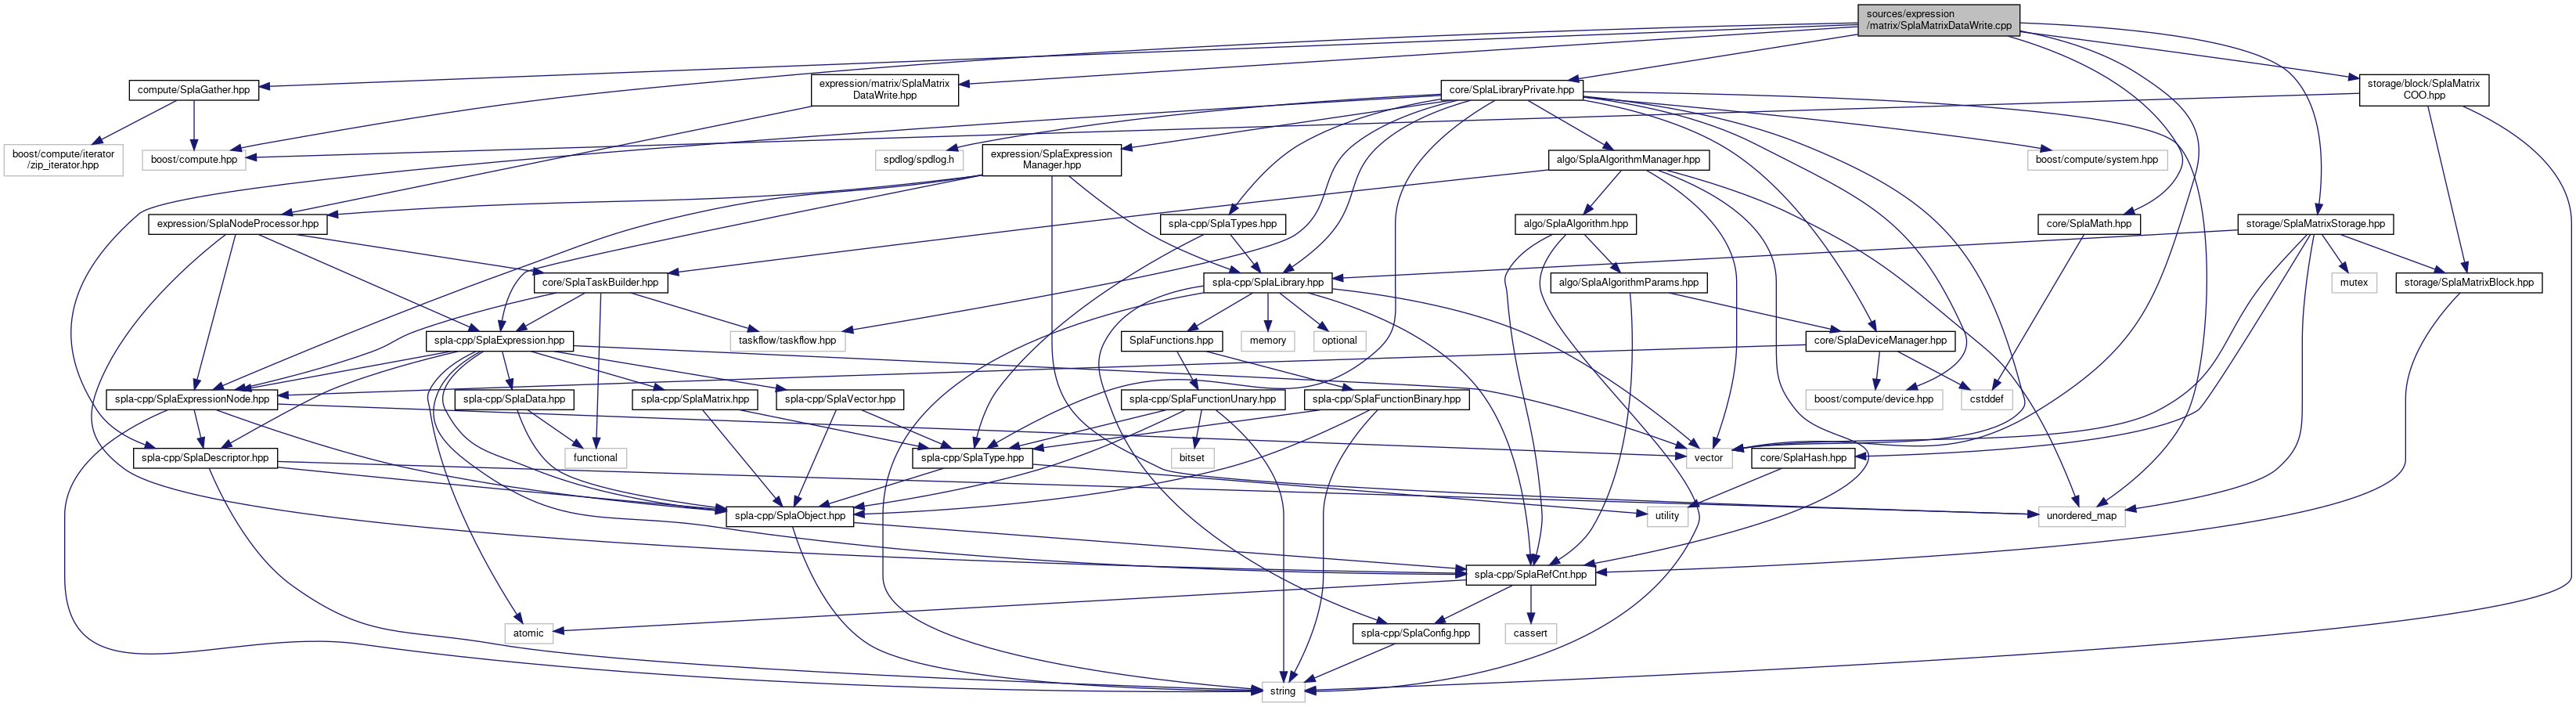 sources/expression
/matrix/SplaMatrixDataWrite.cpp
compute/SplaGather.hpp
expression/matrix/SplaMatrix
DataWrite.hpp
core/SplaLibraryPrivate.hpp
storage/block/SplaMatrix
COO.hpp
boost/compute/iterator
/zip_iterator.hpp
boost/compute.hpp
spdlog/spdlog.h
expression/SplaExpression
Manager.hpp
algo/SplaAlgorithmManager.hpp
boost/compute/system.hpp
expression/SplaNodeProcessor.hpp
spla-cpp/SplaTypes.hpp
algo/SplaAlgorithm.hpp
core/SplaMath.hpp
storage/SplaMatrixStorage.hpp
core/SplaTaskBuilder.hpp
spla-cpp/SplaLibrary.hpp
algo/SplaAlgorithmParams.hpp
mutex
storage/SplaMatrixBlock.hpp
spla-cpp/SplaExpression.hpp
taskflow/taskflow.hpp
SplaFunctions.hpp
memory
optional
core/SplaDeviceManager.hpp
spla-cpp/SplaExpressionNode.hpp
spla-cpp/SplaData.hpp
spla-cpp/SplaMatrix.hpp
spla-cpp/SplaVector.hpp
spla-cpp/SplaFunctionUnary.hpp
spla-cpp/SplaFunctionBinary.hpp
boost/compute/device.hpp
cstddef
spla-cpp/SplaDescriptor.hpp
functional
spla-cpp/SplaType.hpp
bitset
vector
core/SplaHash.hpp
spla-cpp/SplaObject.hpp
utility
unordered_map
spla-cpp/SplaRefCnt.hpp
atomic
spla-cpp/SplaConfig.hpp
cassert
string